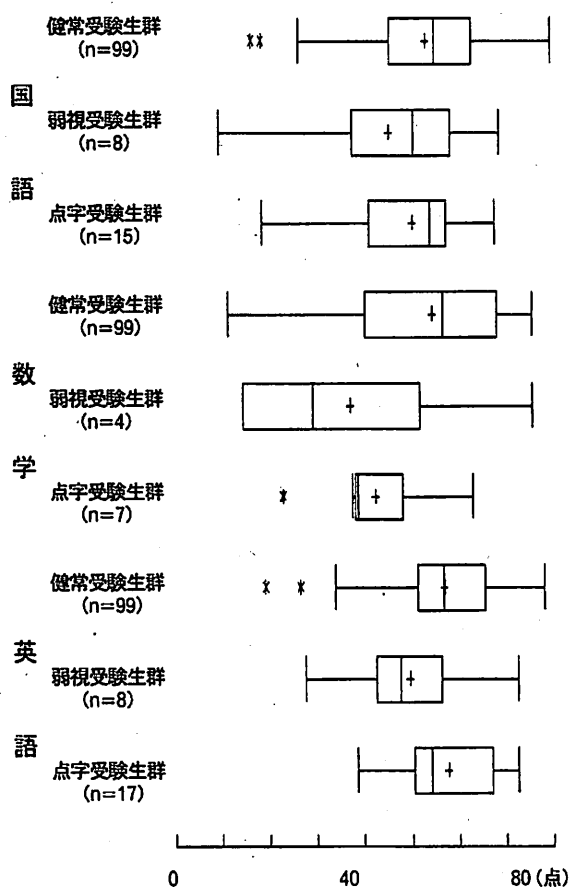 健常受験生群
(n=99)
国
弱視受験生群
(n=8)
語
点字受験生群
(n=15)
健常受験生群
(n=99)
数
弱視受験生群
(n=4)
学
点字受験生群
(n=7)
健常受験生群
(n=99)
英
弱視受験生群
(n=8)
語
点字受験生群
(n=17)
0 40 80(点)